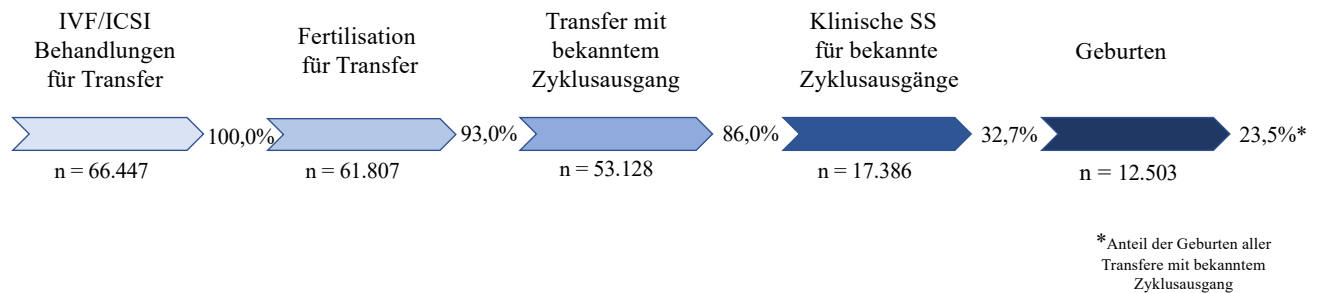 IVF/ICSI
Behandlungen
für Transfer
Fertilisation
für Transfer
Transfer mit
bekanntem
Zyklusausgang
Klinische SS
für bekannte
Zyklusausgänge
Geburten
100,0%
93,0%
86,0%
32,7%
23,5%*
n = 66.447
n = 61.807
n = 53.128
n = 17.386
n = 12.503
*Anteil der Geburten aller
Transfere mit bekanntem
Zyklusausgang